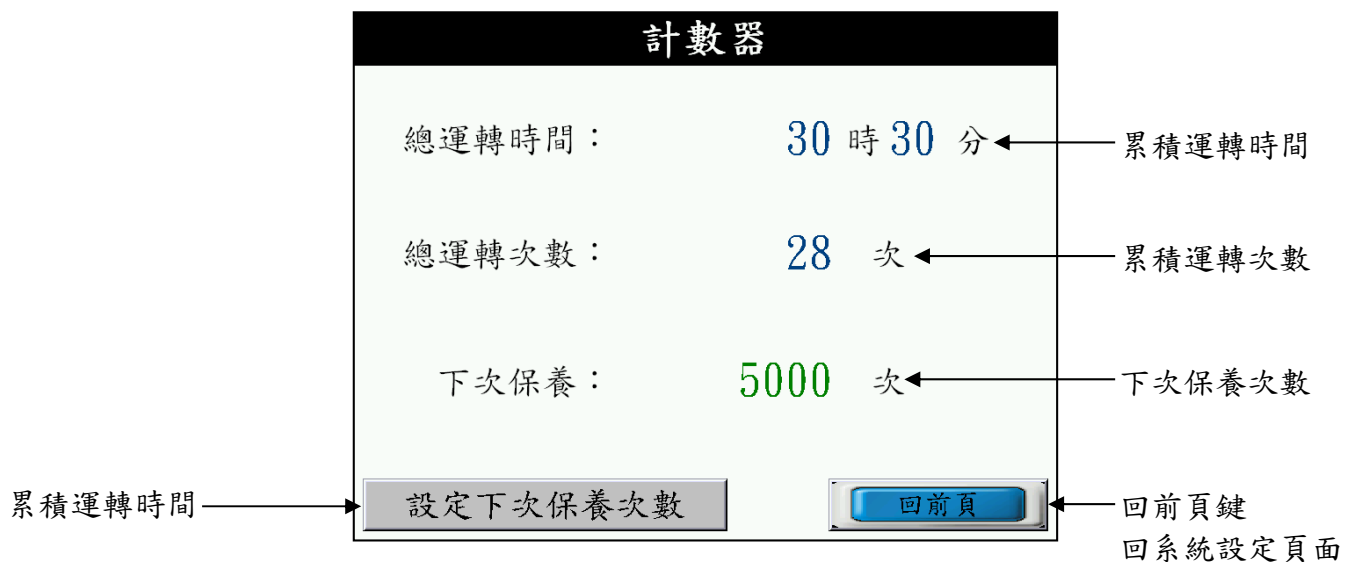 計數器
總運轉時間： 30 時 30 分 累積運轉時間
總運轉次數： 28 次 累積運轉次數
下次保養： 5000 次 下次保養次數
累積運轉時間 設定下次保養次數 回前頁 回前頁鍵
回系統設定頁面